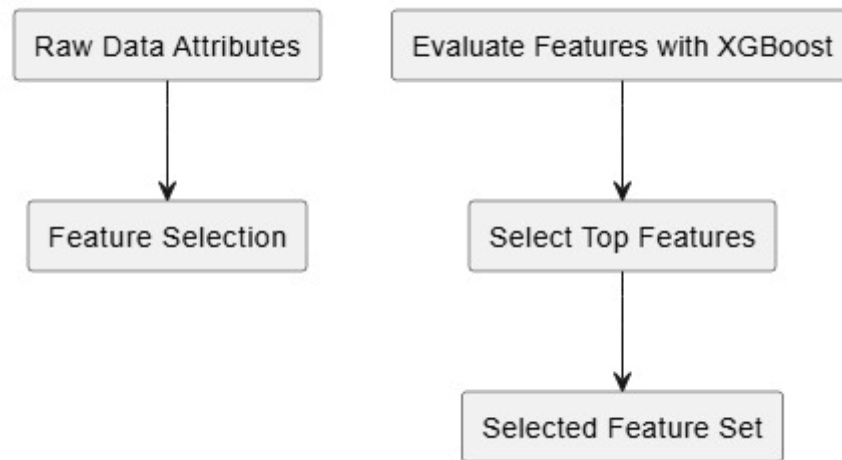 Raw Data Attributes
Feature Selection
Evaluate Features with XGBoost
Select Top Features
Selected Feature Set